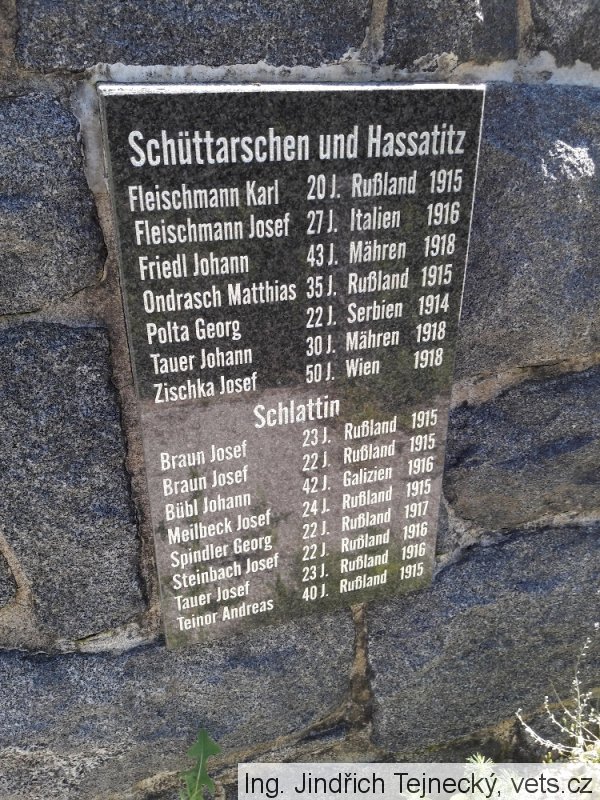 Schüttarschen und Hassatitz
Fleischmann Karl 20 J. Rußland 1915
Fleischmann Josef 27 J. Italien 1916
Friedl Johann 43 J. Mähren 1918
Ondrasch Matthias 35 J. Rußland 1915
Polta Georg 22 J. Serbien 1914
Tauer Johann 30 J. Mähren 1918
Zischka Josef 50 J. Wien 1918
Schlattin
Braun Josef 23 J. Rußland 1915
Braun Josef 22 J. Rußland 1915
Bübl Johann 42 J. Galizien 1916
Meilbeck Josef 24 J. Rußland 1915
Spindler Georg 22 J. Rußland 1917
Steinbach Josef 22 J. Rußland 1916
Tauer Josef 23 J. Rußland 1916
Teinor Andreas 40 J. Rußland 1915
Ing. Jindřich Tejnecký, vets.cz